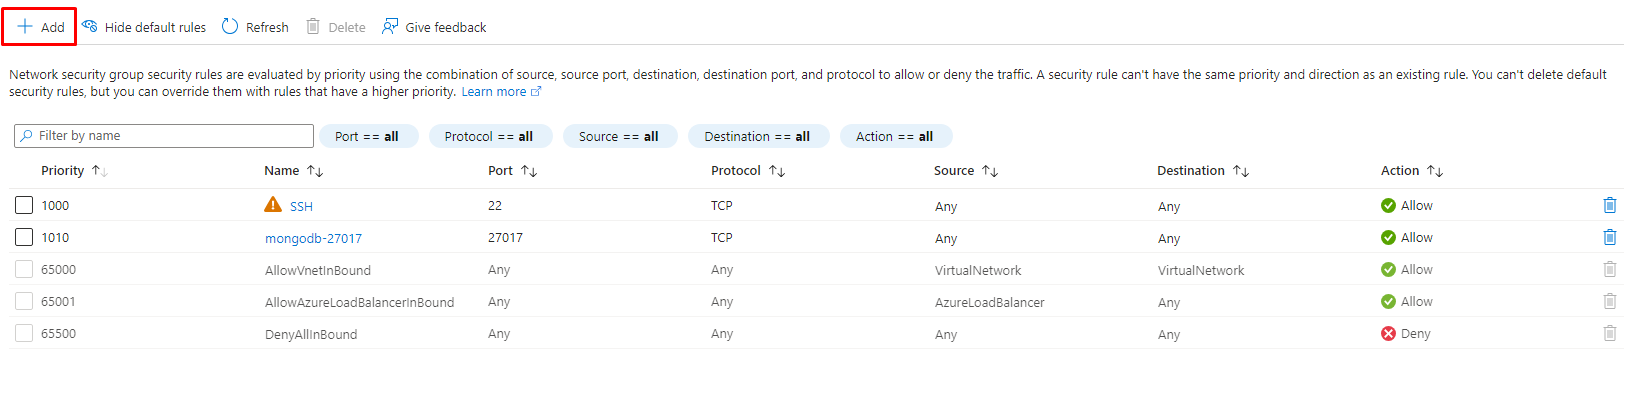 Add Hide default rules Refresh Delete Give feedback
Network security group security rules are evaluated by priority using the combination of source, source port, destination, destination port, and protocol to allow or deny the traffic. A security rule can't have the same priority and direction as an existing rule. You can't delete default
security rules, but you can override them with rules that have a higher priority. Learn more
Filter by name Port == all Protocol == all Source == all Destination == all Action == all
Priority Name Port Protocol Source Destination Action
1000 SSH 22 TCP Any Any Allow
1010 mongodb-27017 27017 TCP Any Any Allow
65000 AllowVnetInBound Any Any VirtualNetwork VirtualNetwork Allow
65001 AllowAzureLoadBalancerInBound Any Any AzureLoadBalancer Any Allow
65500 DenyAllInBound Any Any Any Any Deny